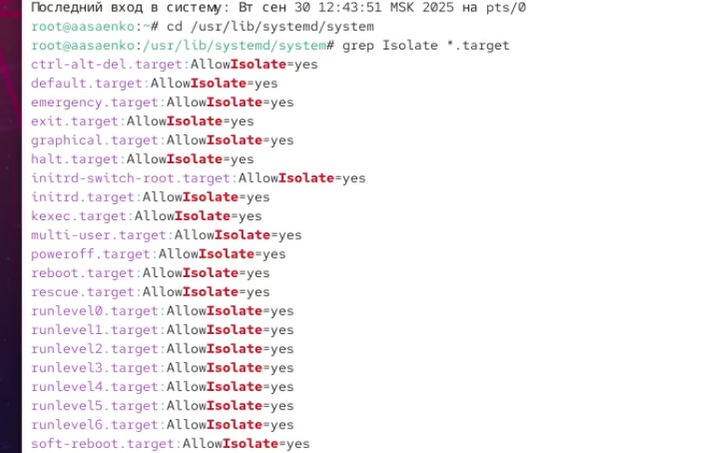 Последний вход в систему: Вт сен 30 12:43:51 MSK 2025 на pts/0
root@aasaenko:~# cd /usr/lib/systemd/system
root@aasaenko:/usr/lib/systemd/system# grep Isolate *.target
ctrl-alt-del.target:AllowIsolate=yes
default.target:AllowIsolate=yes
emergency.target:AllowIsolate=yes
exit.target:AllowIsolate=yes
graphical.target:AllowIsolate=yes
halt.target:AllowIsolate=yes
initrd-switch-root.target:AllowIsolate=yes
initrd.target:AllowIsolate=yes
kexec.target:AllowIsolate=yes
multi-user.target:AllowIsolate=yes
poweroff.target:AllowIsolate=yes
reboot.target:AllowIsolate=yes
rescue.target:AllowIsolate=yes
runlevel0.target:AllowIsolate=yes
runlevel1.target:AllowIsolate=yes
runlevel2.target:AllowIsolate=yes
runlevel3.target:AllowIsolate=yes
runlevel4.target:AllowIsolate=yes
runlevel5.target:AllowIsolate=yes
runlevel6.target:AllowIsolate=yes
soft-reboot.target:AllowIsolate=yes